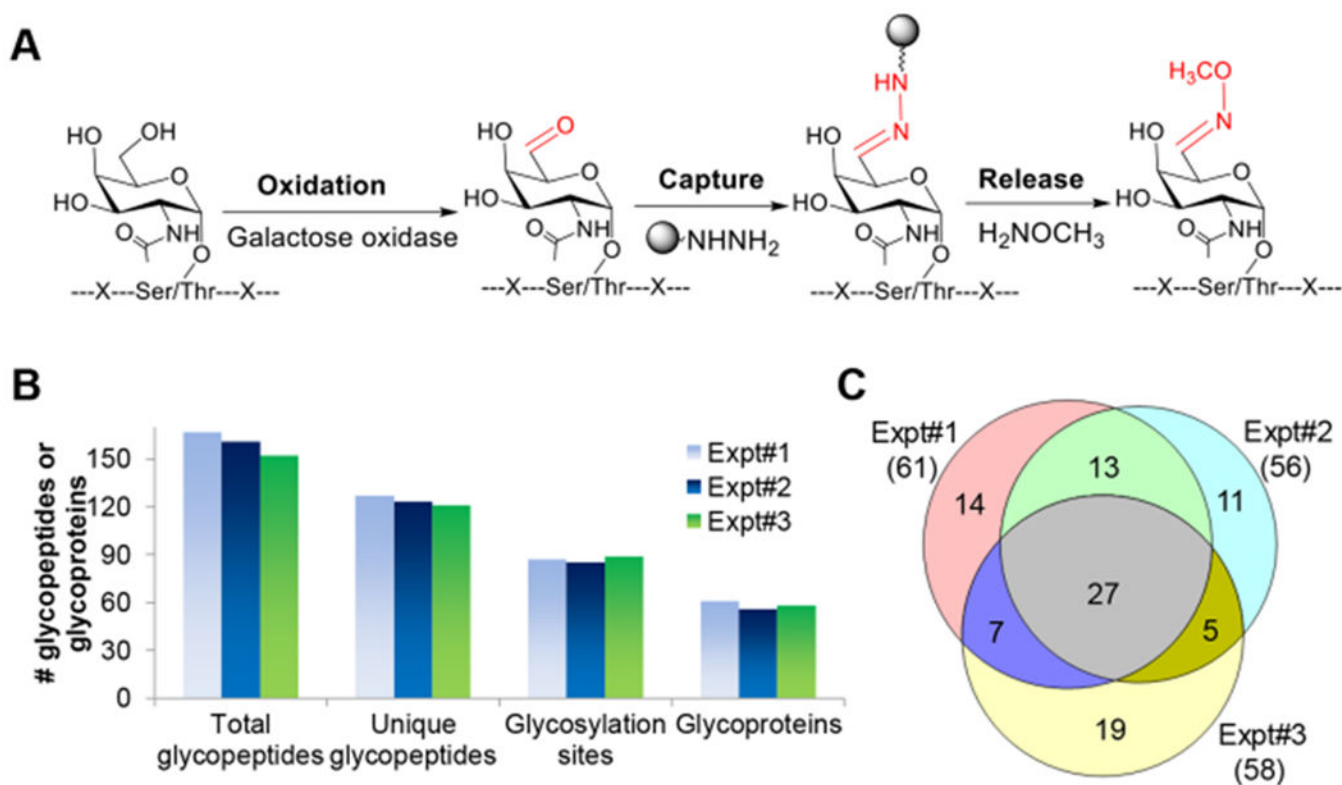 A
HO
OH
HO
O
O
NH
O
---X---Ser/Thr---X---
Oxidation
Galactose oxidase
HO
O
HO
O
O
NH
O
---X---Ser/Thr---X---
Capture
-NHNH₂
HN
N
HO
O
HO
O
NH
O
---X---Ser/Thr---X---
Release
H₂NOCH₃
H₃CO
N
HO
O
HO
O
NH
O
---X---Ser/Thr---X---
B
# glycopeptides or
glycoproteins
150
120
90
60
30
0
Expt#1
Expt#2
Expt#3
Total
glycopeptides
Unique
glycopeptides
Glycosylation
sites
Glycoproteins
C
Expt#1
(61)
Expt#2
(56)
14
13
11
27
7
5
19
Expt#3
(58)